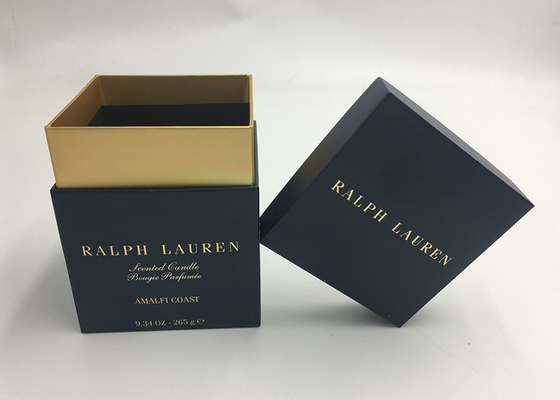 RALPH LAUREN
Scented Candle
Bougie Parfumée
AMALFI COAST
9.34 OZ - 265 g ℮
RALPH LAUREN